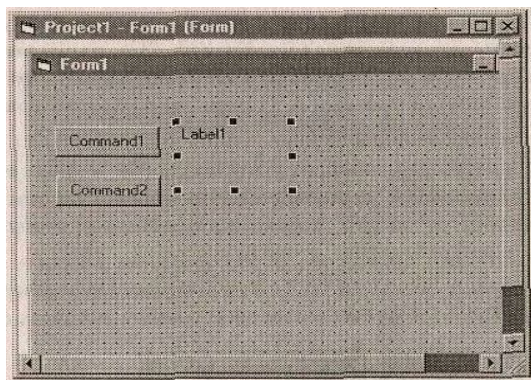 Project1 - Form1 (Form)
Form1
Command1
Label1
Command2